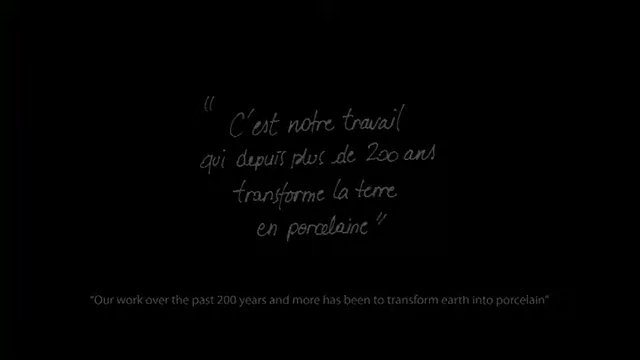 " C'est notre travail
qui depuis plus de 200 ans
transforme la terre
en porcelaine "
"Our work over the past 200 years and more has been to transform earth into porcelain"